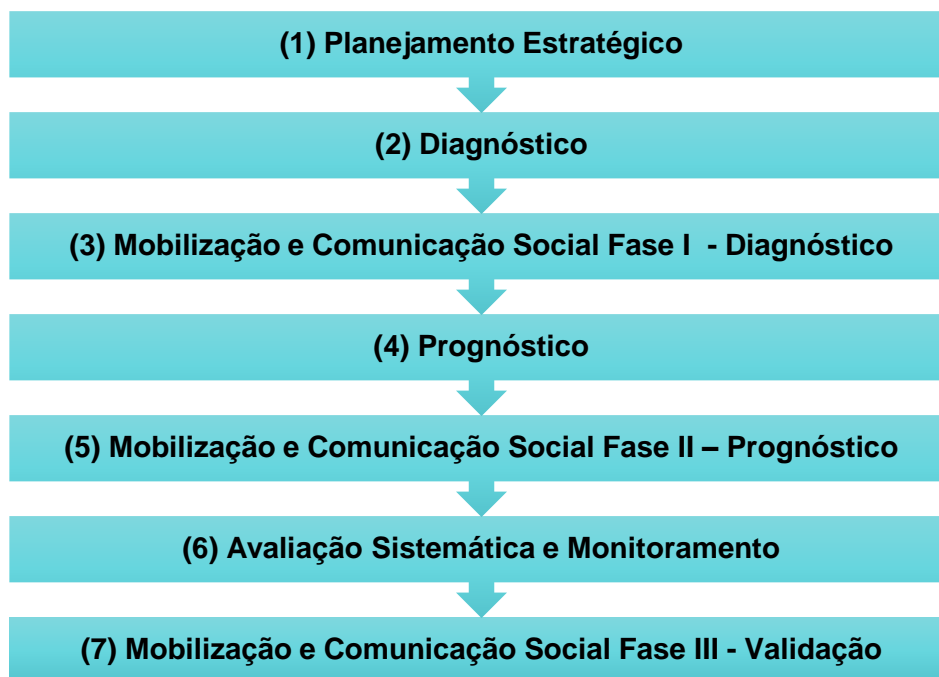 (1) Planejamento Estratégico
(2) Diagnóstico
(3) Mobilização e Comunicação Social Fase I - Diagnóstico
(4) Prognóstico
(5) Mobilização e Comunicação Social Fase II – Prognóstico
(6) Avaliação Sistemática e Monitoramento
(7) Mobilização e Comunicação Social Fase III - Validação